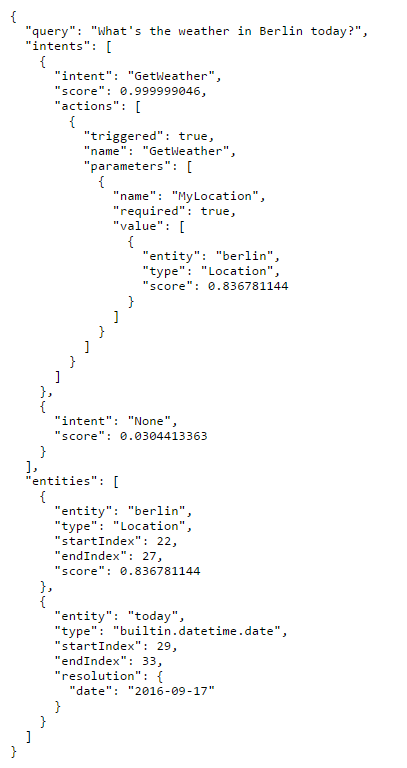 {
  "query": "What's the weather in Berlin today?",
  "intents": [
    {
      "intent": "GetWeather",
      "score": 0.999999046,
      "actions": [
        {
          "triggered": true,
          "name": "GetWeather",
          "parameters": [
            {
              "name": "MyLocation",
              "required": true,
              "value": [
                {
                  "entity": "berlin",
                  "type": "Location",
                  "score": 0.836781144
                }
              ]
            }
          ]
        }
      ]
    },
    {
      "intent": "None",
      "score": 0.0304413363
    }
  ],
  "entities": [
    {
      "entity": "berlin",
      "type": "Location",
      "startIndex": 22,
      "endIndex": 27,
      "score": 0.836781144
    },
    {
      "entity": "today",
      "type": "builtin.datetime.date",
      "startIndex": 29,
      "endIndex": 33,
      "resolution": {
        "date": "2016-09-17"
      }
    }
  ]
}